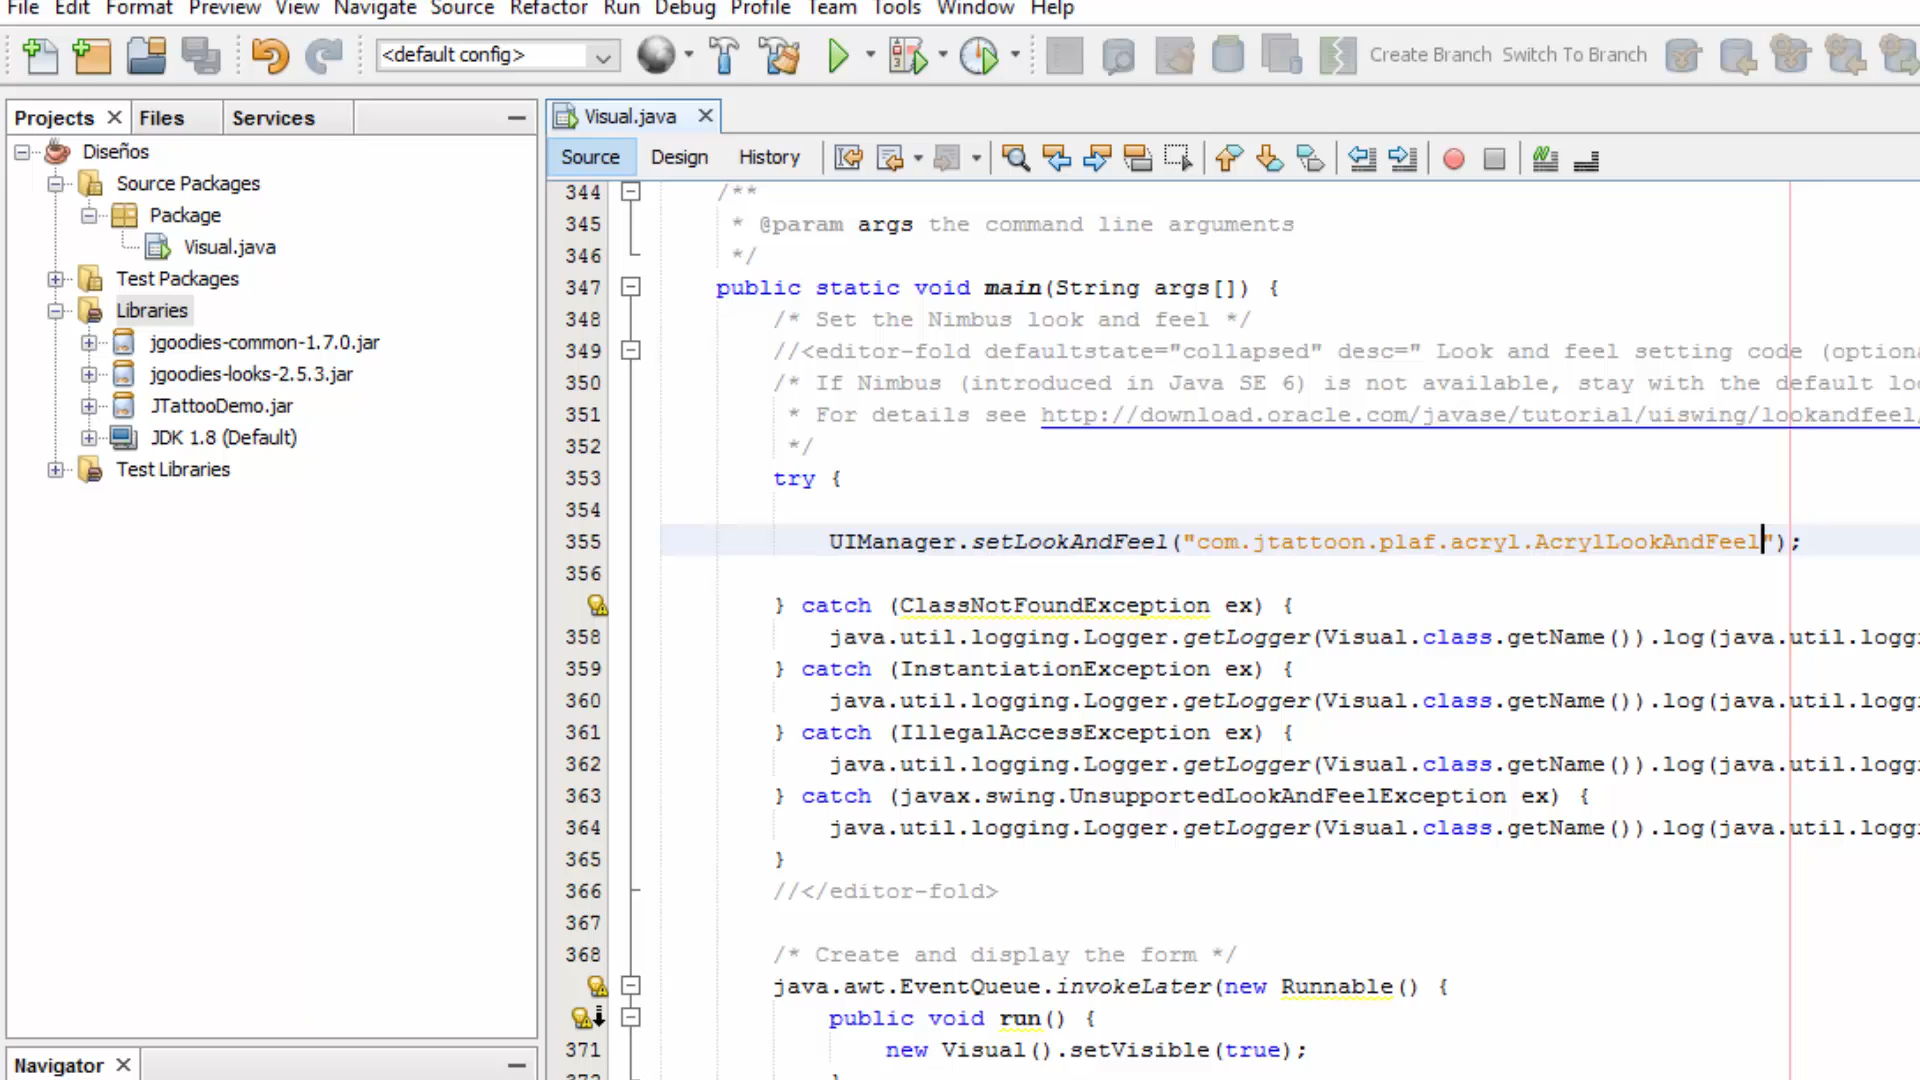 File Edit Format Preview View Navigate Source Refactor Run Debug Profile Team Tools Window Help
<default config> Create Branch Switch To Branch
Projects Files Services
Diseños
Source Packages
Package
Visual.java
Test Packages
Libraries
jgoodies-common-1.7.0.jar
jgoodies-looks-2.5.3.jar
JTattooDemo.jar
JDK 1.8 (Default)
Test Libraries
Navigator
Visual.java
Source Design History
344 /**
345 * @param args the command line arguments
346 */
347 public static void main(String args[]) {
348 /* Set the Nimbus look and feel */
349 //<editor-fold defaultstate="collapsed" desc=" Look and feel setting code (optiona
350 /* If Nimbus (introduced in Java SE 6) is not available, stay with the default lo
351 * For details see http://download.oracle.com/javase/tutorial/uiswing/lookandfeel/
352 */
353 try {
354
355 UIManager.setLookAndFeel("com.jtattoon.plaf.acryl.AcrylLookAndFeel");
356
} catch (ClassNotFoundException ex) {
358 java.util.logging.Logger.getLogger(Visual.class.getName()).log(java.util.loggi
359 } catch (InstantiationException ex) {
360 java.util.logging.Logger.getLogger(Visual.class.getName()).log(java.util.loggi
361 } catch (IllegalAccessException ex) {
362 java.util.logging.Logger.getLogger(Visual.class.getName()).log(java.util.loggi
363 } catch (javax.swing.UnsupportedLookAndFeelException ex) {
364 java.util.logging.Logger.getLogger(Visual.class.getName()).log(java.util.loggi
365 }
366 //</editor-fold>
367
368 /* Create and display the form */
java.awt.EventQueue.invokeLater(new Runnable() {
public void run() {
371 new Visual().setVisible(true);